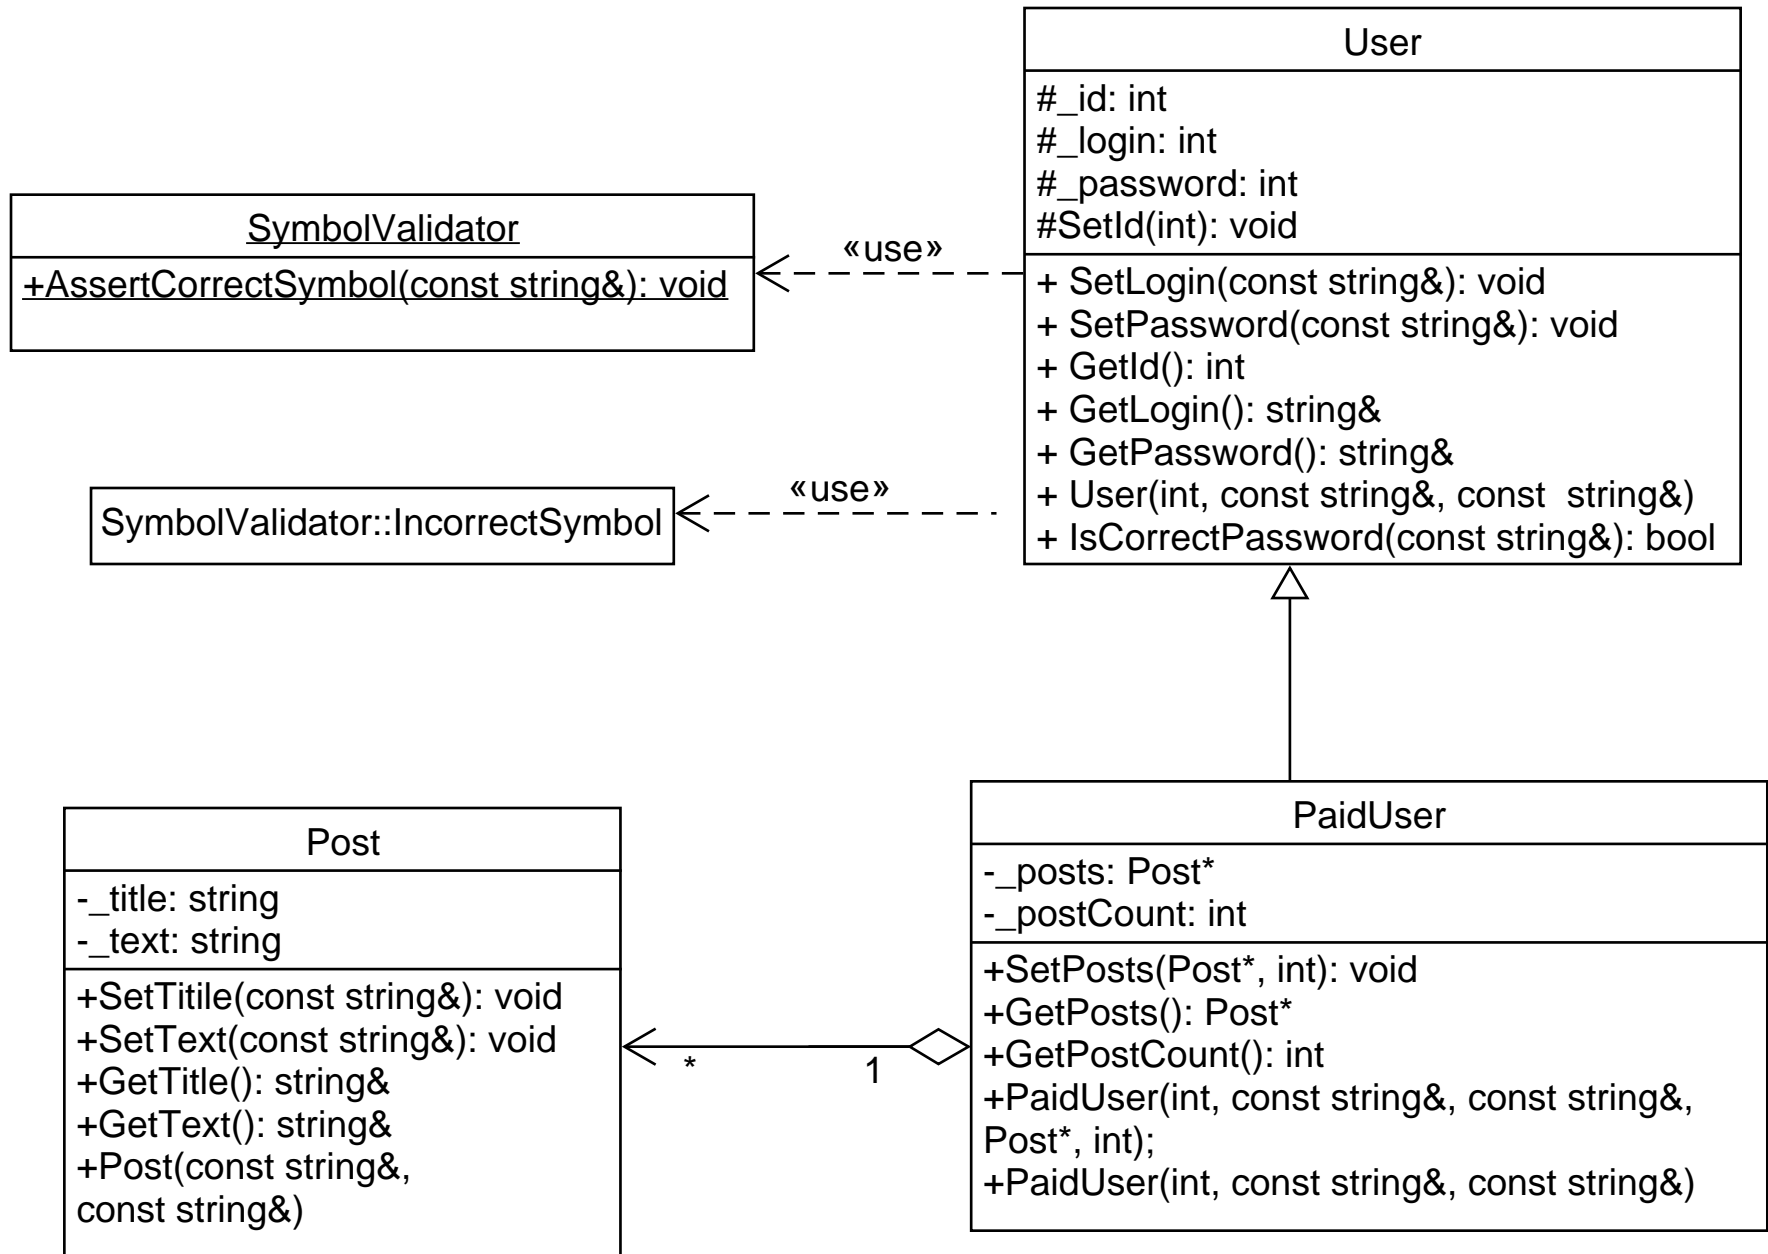 User
#_id: int
#_login: int
#_password: int
#SetId(int): void
+ SetLogin(const string&): void
+ SetPassword(const string&): void
+ GetId(): int
+ GetLogin(): string&
+ GetPassword(): string&
+ User(int, const string&, const  string&)
+ IsCorrectPassword(const string&): bool
SymbolValidator
+AssertCorrectSymbol(const string&): void
«use»
«use»
SymbolValidator::IncorrectSymbol
Post
-_title: string
-_text: string
+SetTitile(const string&): void
+SetText(const string&): void
+GetTitle(): string&
+GetText(): string&
+Post(const string&,
const string&)
*
1
PaidUser
-_posts: Post*
-_postCount: int
+SetPosts(Post*, int): void
+GetPosts(): Post*
+GetPostCount(): int
+PaidUser(int, const string&, const string&,
Post*, int);
+PaidUser(int, const string&, const string&)